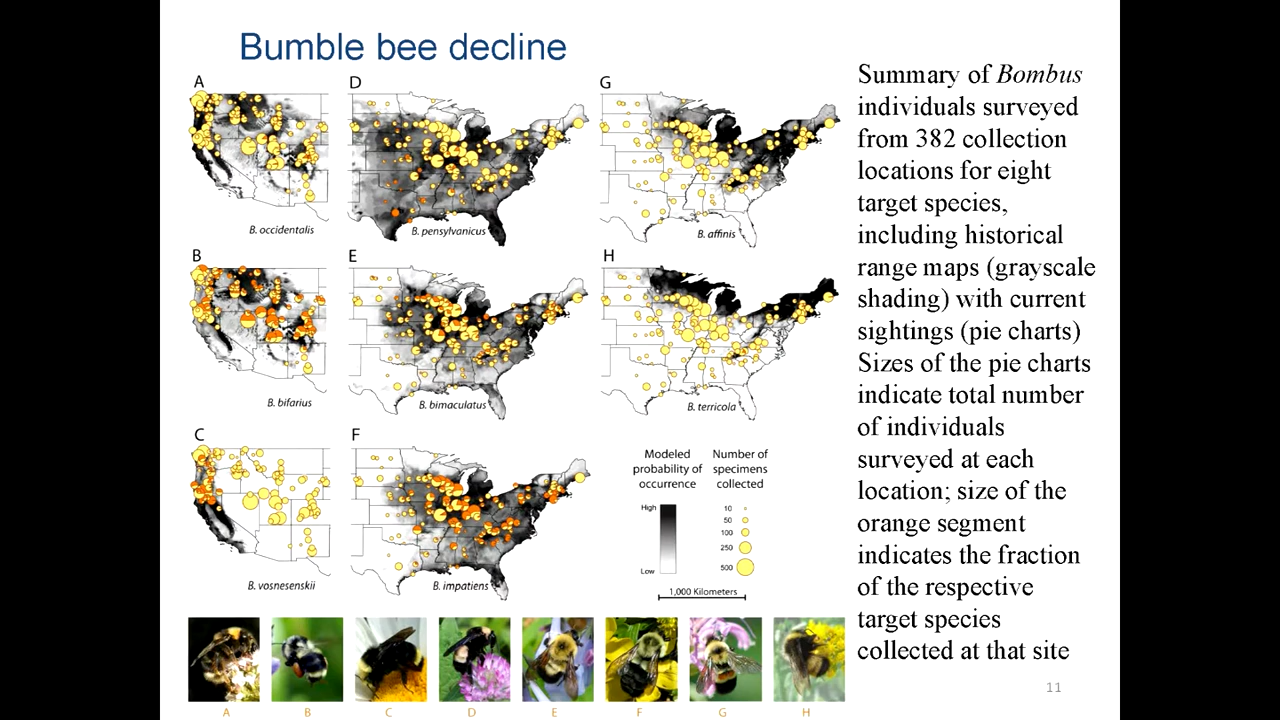 Bumble bee decline
A
D
G
B. occidentalis
B. pensylvanicus
B. affinis
B
E
H
B. bifarius
B. bimaculatus
B. terricola
C
F
B. vosnesenskii
B. impatiens
Modeled
probability of
occurrence
High
Low
Number of
specimens
collected
10
50
100
250
500
1,000 Kilometers
A
B
C
D
E
F
G
H
Summary of Bombus
individuals surveyed
from 382 collection
locations for eight
target species,
including historical
range maps (grayscale
shading) with current
sightings (pie charts)
Sizes of the pie charts
indicate total number
of individuals
surveyed at each
location; size of the
orange segment
indicates the fraction
of the respective
target species
collected at that site
11